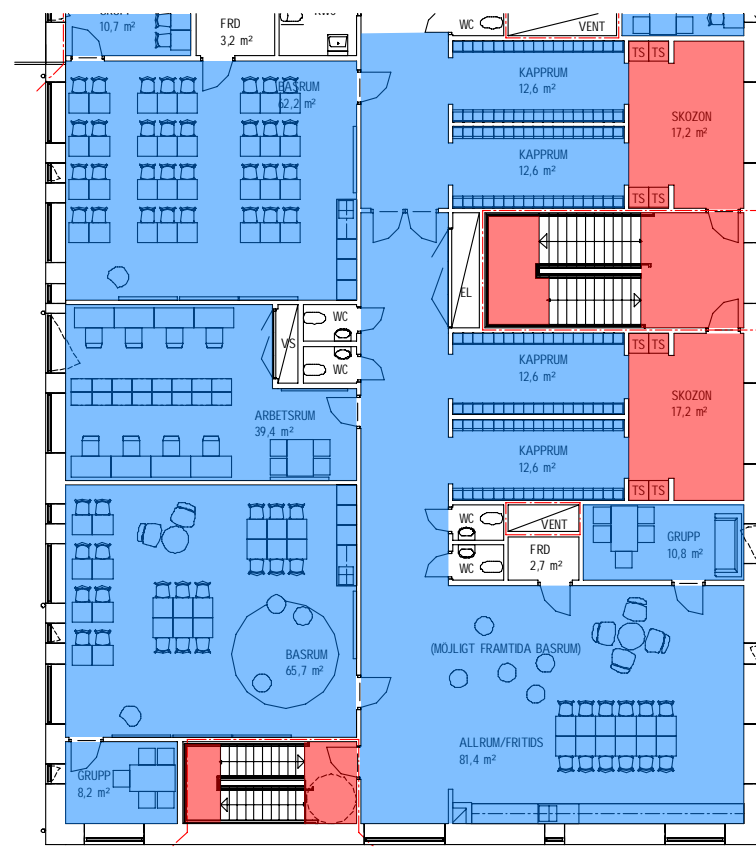 10,7 m²
FRD
3,2 m²
WC
VENT
TS TS
BASRUM
62,2 m²
KAPPRUM
12,6 m²
SKOZON
17,2 m²
KAPPRUM
12,6 m²
TS TS
EL
WC
VS
WC
TS TS
KAPPRUM
12,6 m²
SKOZON
17,2 m²
ARBETSRUM
39,4 m²
KAPPRUM
12,6 m²
TS TS
WC
VENT
GRUPP
10,8 m²
FRD
2,7 m²
WC
BASRUM
65,7 m²
(MÖJLIGT FRAMTIDA BASRUM)
ALLRUM/FRITIDS
81,4 m²
GRUPP
8,2 m²